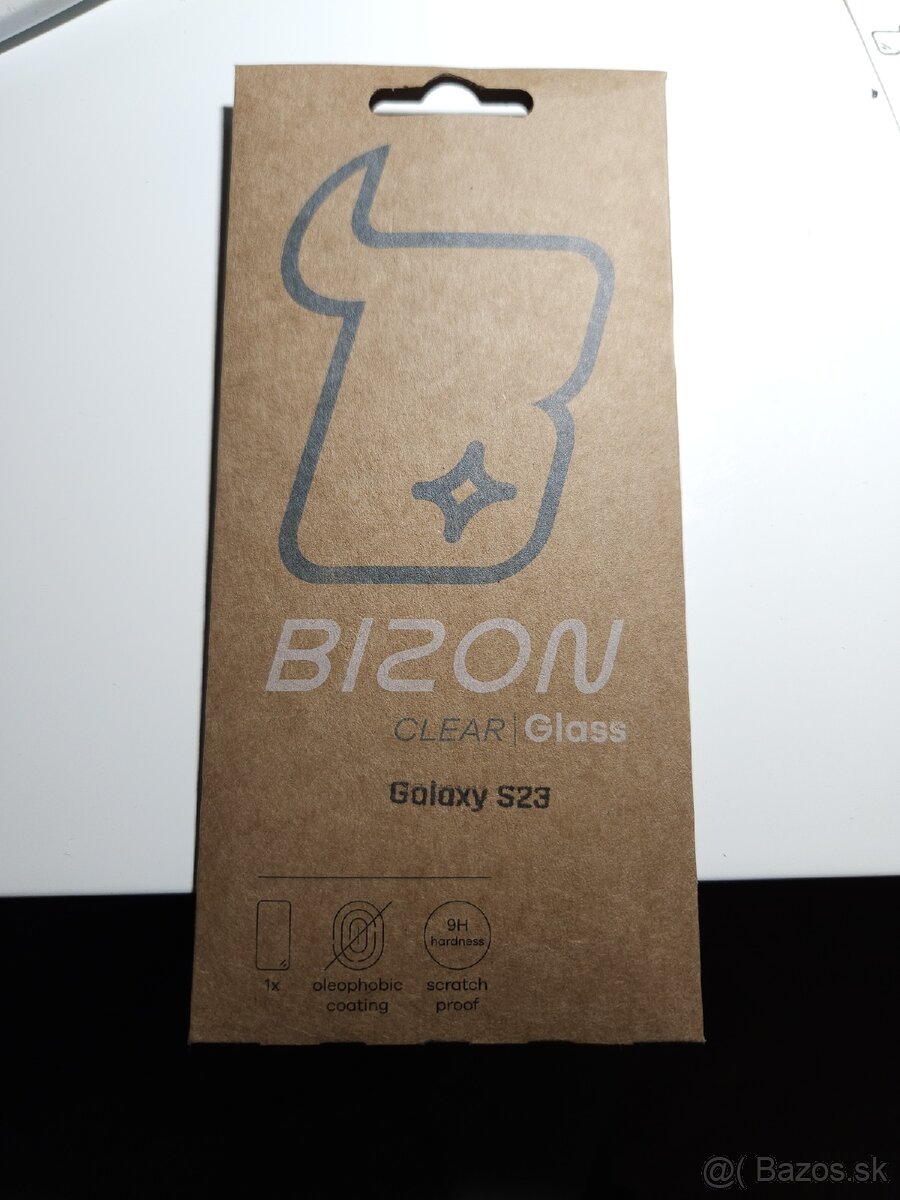 BIZON
CLEAR | Glass
Galaxy S23
9H
hardness
1x
oleophobic
coating
scratch
proof
@( Bazos.sk